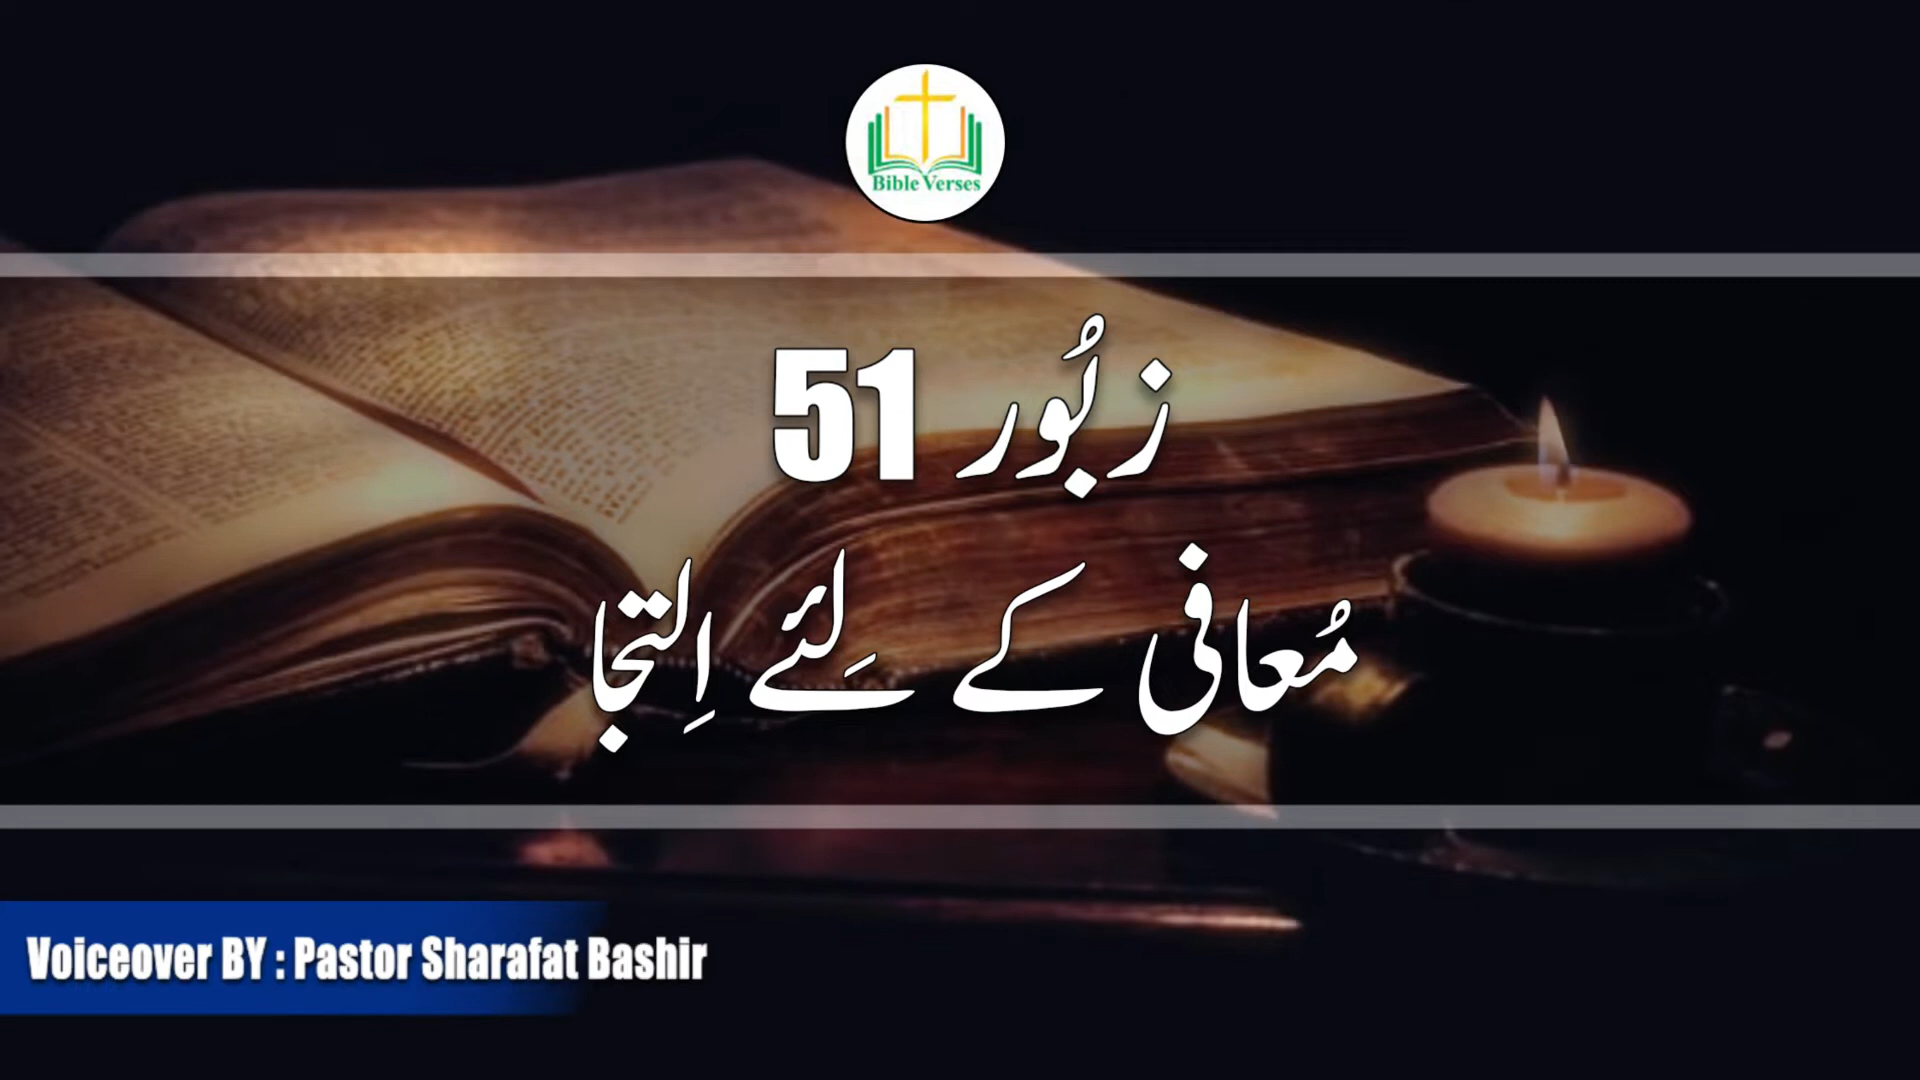 Bible Verses
زبُور 51
مُعافی کے لِئے اِلتجا
Voiceover BY : Pastor Sharafat Bashir